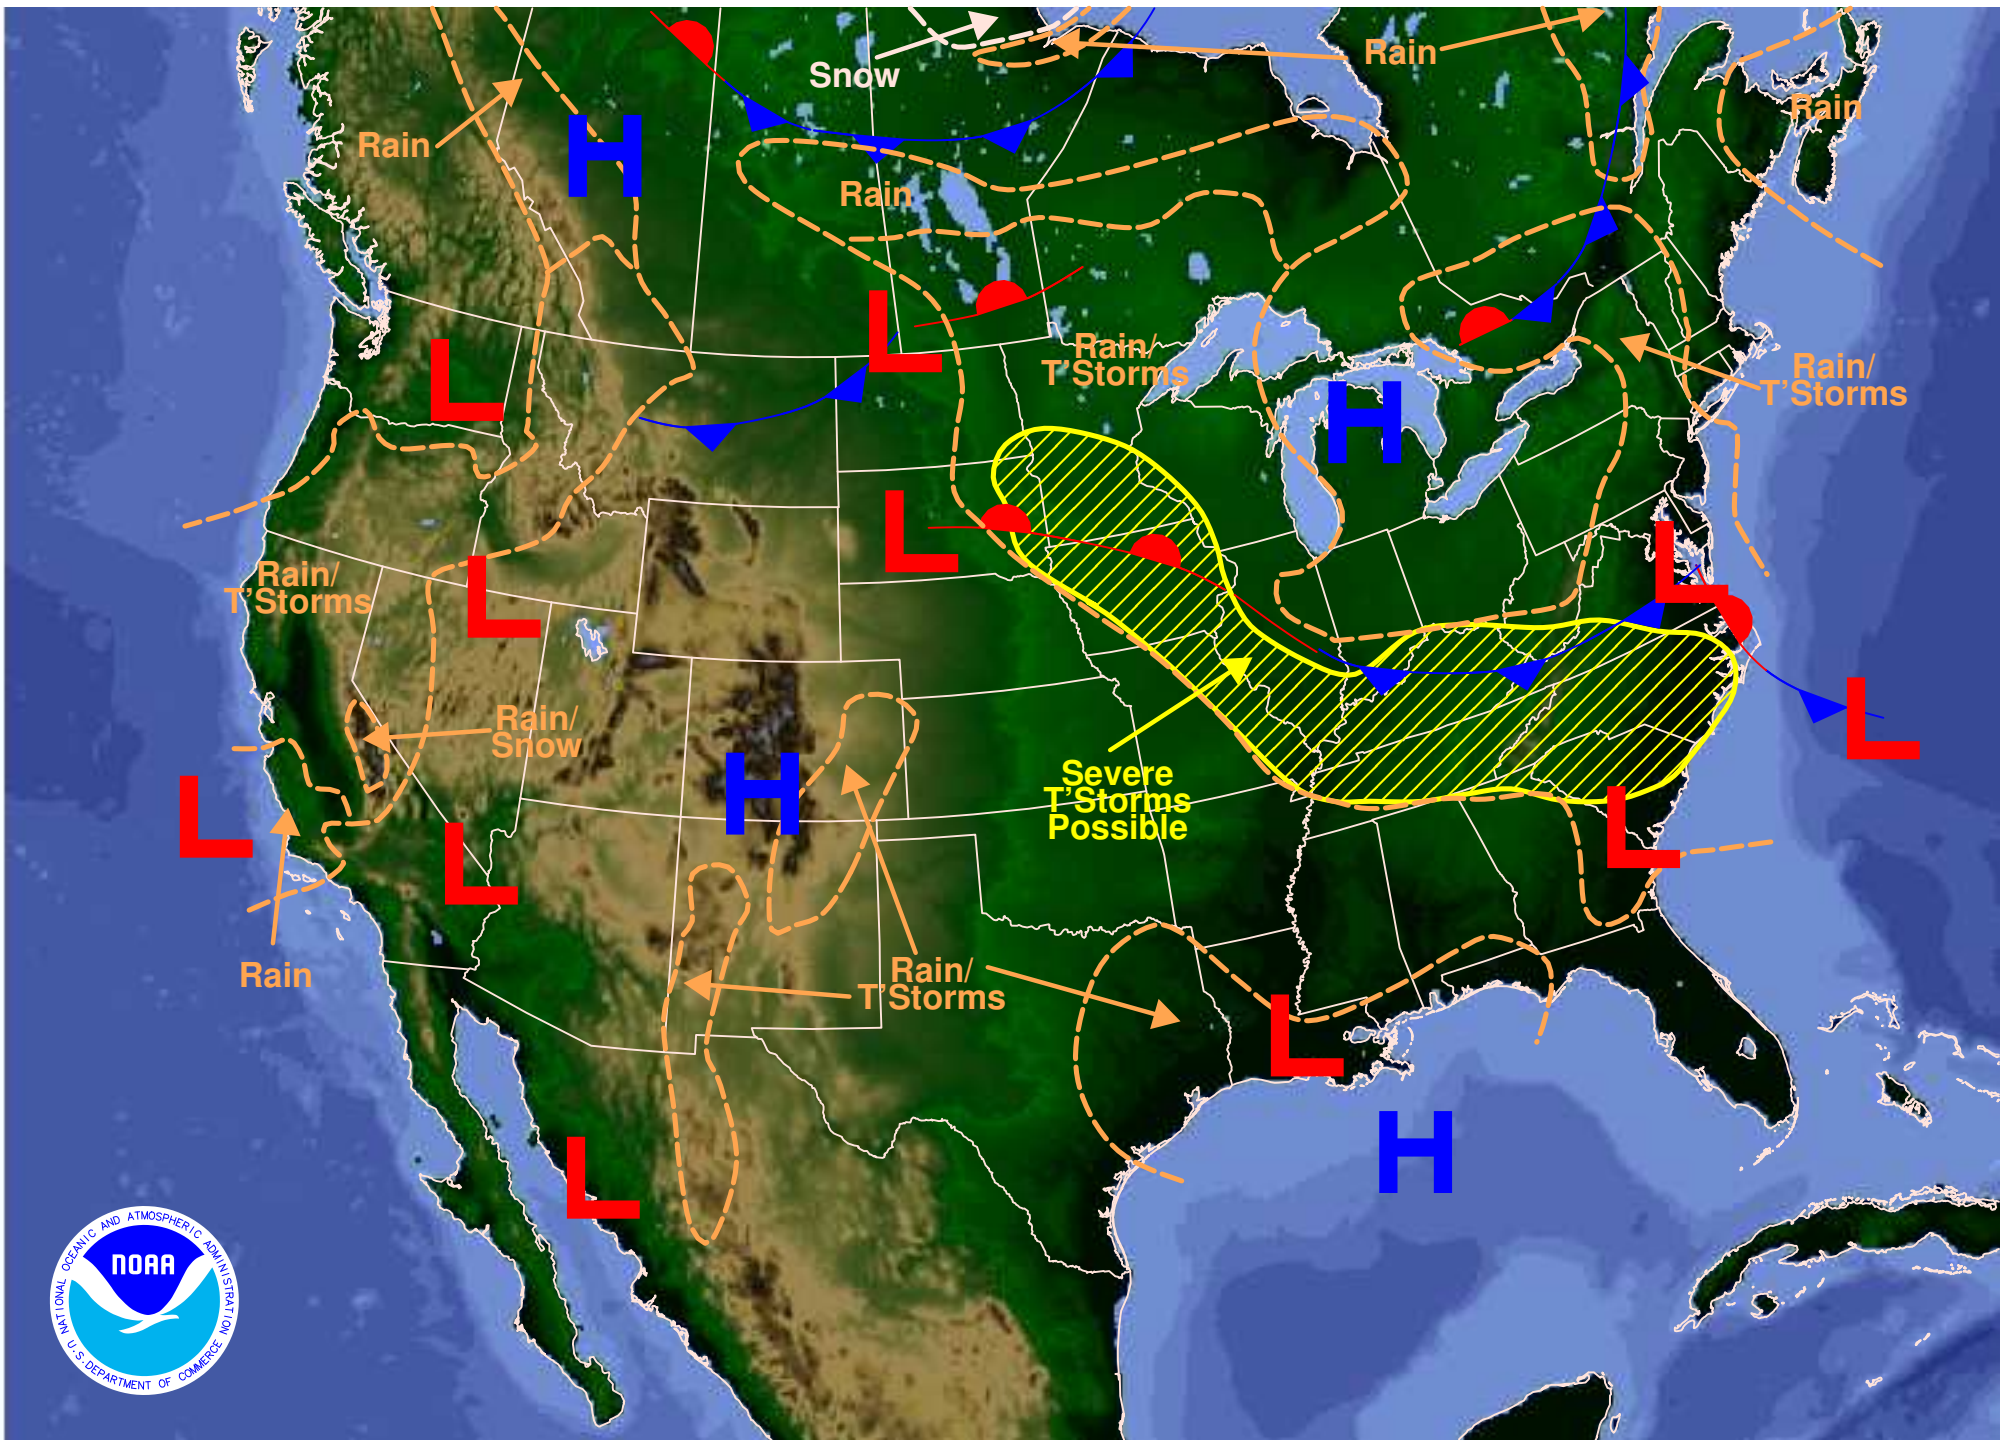 Snow
Rain
Rain
Rain
H
Rain
L
Rain/
T'Storms
L
H
Rain/
T'Storms
L
L
Rain/
T'Storms
L
Rain/
Snow
L
H
Severe
T'Storms
Possible
L
L
L
Rain
Rain/
T'Storms
L
H
L
NATIONAL OCEANIC AND ATMOSPHERIC ADMINISTRATION
NOAA
U.S. DEPARTMENT OF COMMERCE